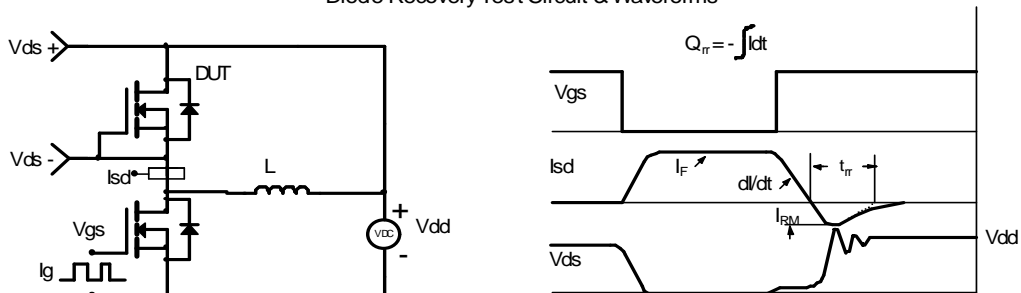 Diode Recovery Test Circuit & Waveforms
Vds +
DUT
Vds -
Isd
L
Vgs
Ig
+
VDC
-
Vdd
Qrr = - ∫Idt
Vgs
Isd
IF
dI/dt
trr
IRM
Vdd
Vds